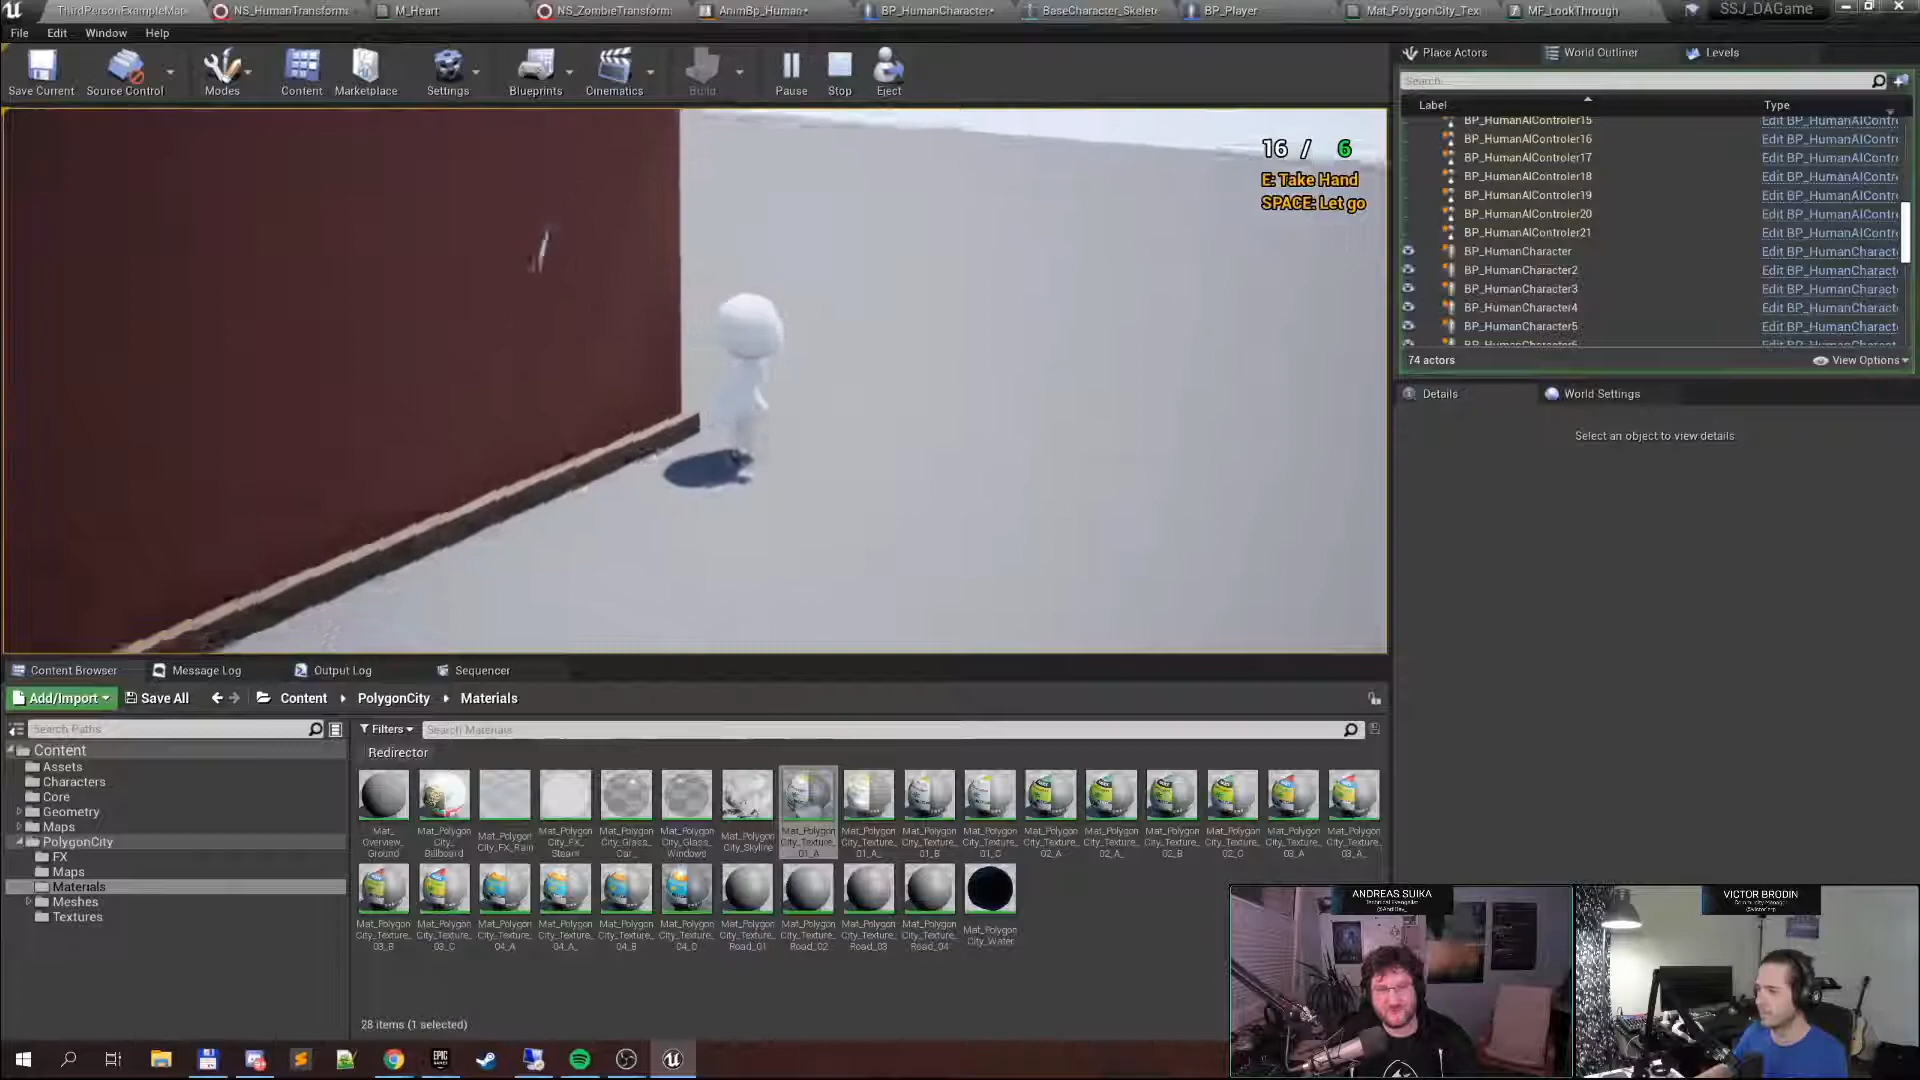 ThirdPersonExampleMap
NS_HumanTransform
M_Heart
NS_ZombieTransform
AnimBp_Human*
BP_HumanCharacter*
BaseCharacter_Skelet
BP_Player
Mat_PolygonCity_Tex
MF_LookThrough
SSJ_DAGame
File Edit Window Help
Save Current
Source Control
Modes
Content
Marketplace
Settings
Blueprints
Cinematics
Build
Pause
Stop
Eject
16 / 6
E: Take Hand
SPACE: Let go
Place Actors
World Outliner
Levels
Search
Label Type
BP_HumanAIControler15 Edit BP_HumanAIContr
BP_HumanAIControler16 Edit BP_HumanAIContr
BP_HumanAIControler17 Edit BP_HumanAIContr
BP_HumanAIControler18 Edit BP_HumanAIContr
BP_HumanAIControler19 Edit BP_HumanAIContr
BP_HumanAIControler20 Edit BP_HumanAIContr
BP_HumanAIControler21 Edit BP_HumanAIContr
BP_HumanCharacter Edit BP_HumanCharact
BP_HumanCharacter2 Edit BP_HumanCharact
BP_HumanCharacter3 Edit BP_HumanCharact
BP_HumanCharacter4 Edit BP_HumanCharact
BP_HumanCharacter5 Edit BP_HumanCharact
74 actors
View Options
Details
World Settings
Select an object to view details
Content Browser
Message Log
Output Log
Sequencer
Add/Import
Save All
Content
PolygonCity
Materials
Search Paths
Filters
Search Materials
Redirector
Content
Assets
Characters
Core
Geometry
Maps
PolygonCity
FX
Maps
Materials
Meshes
Textures
Mat_Overview_Ground
Mat_Polygon City_Billboard
Mat_Polygon City_FX_Rain
Mat_Polygon City_FX_Steam
Mat_Polygon City_Glass_Car_
Mat_Polygon City_Glass_Windows
Mat_Polygon City_Skyline
Mat_Polygon City_Texture_01_A
Mat_Polygon City_Texture_01_A_
Mat_Polygon City_Texture_01_B
Mat_Polygon City_Texture_01_C
Mat_Polygon City_Texture_02_A
Mat_Polygon City_Texture_02_A_
Mat_Polygon City_Texture_02_B
Mat_Polygon City_Texture_02_C
Mat_Polygon City_Texture_03_A
Mat_Polygon City_Texture_03_A_
Mat_Polygon City_Texture_03_B
Mat_Polygon City_Texture_03_C
Mat_Polygon City_Texture_04_A
Mat_Polygon City_Texture_04_A_
Mat_Polygon City_Texture_04_B
Mat_Polygon City_Texture_04_C
Mat_Polygon City_Texture_Road_01
Mat_Polygon City_Texture_Road_02
Mat_Polygon City_Texture_Road_03
Mat_Polygon City_Texture_Road_04
Mat_Polygon City_Water
28 items (1 selected)
ANDREAS SUIKA
Technical Evangelist
VICTOR BRODIN
Community Manager